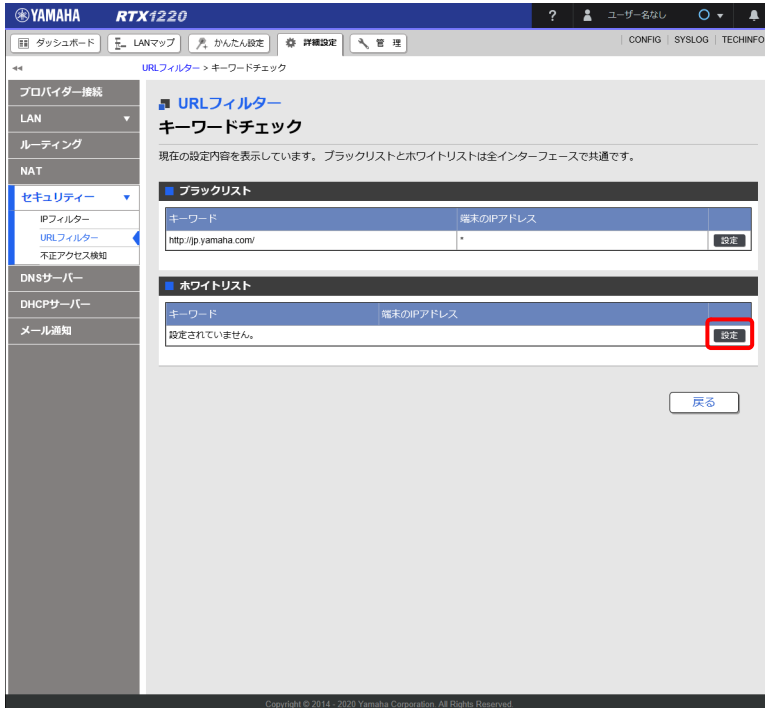 YAMAHA RTX1220 ? ユーザー名なし
ダッシュボード LANマップ かんたん設定 詳細設定 管 理 CONFIG SYSLOG TECHINFO
URLフィルター > キーワードチェック
プロバイダー接続
LAN
ルーティング
NAT
セキュリティー
IPフィルター
URLフィルター
不正アクセス検知
DNSサーバー
DHCPサーバー
メール通知
URLフィルター
キーワードチェック
現在の設定内容を表示しています。 ブラックリストとホワイトリストは全インターフェースで共通です。
ブラックリスト
キーワード 端末のIPアドレス
http://jp.yamaha.com/ * 設定
ホワイトリスト
キーワード 端末のIPアドレス
設定されていません。 設定
戻る
Copyright © 2014 - 2020 Yamaha Corporation. All Rights Reserved.